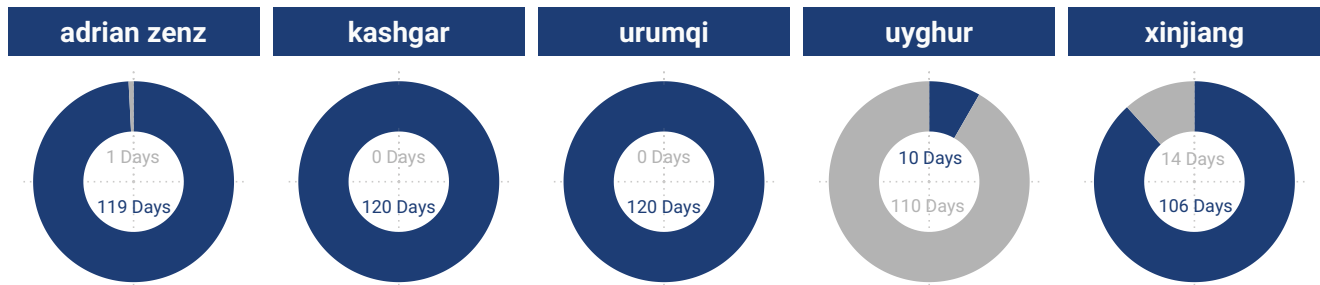 adrian zenz
1 Days
119 Days
kashgar
0 Days
120 Days
urumqi
0 Days
120 Days
uyghur
10 Days
110 Days
xinjiang
14 Days
106 Days